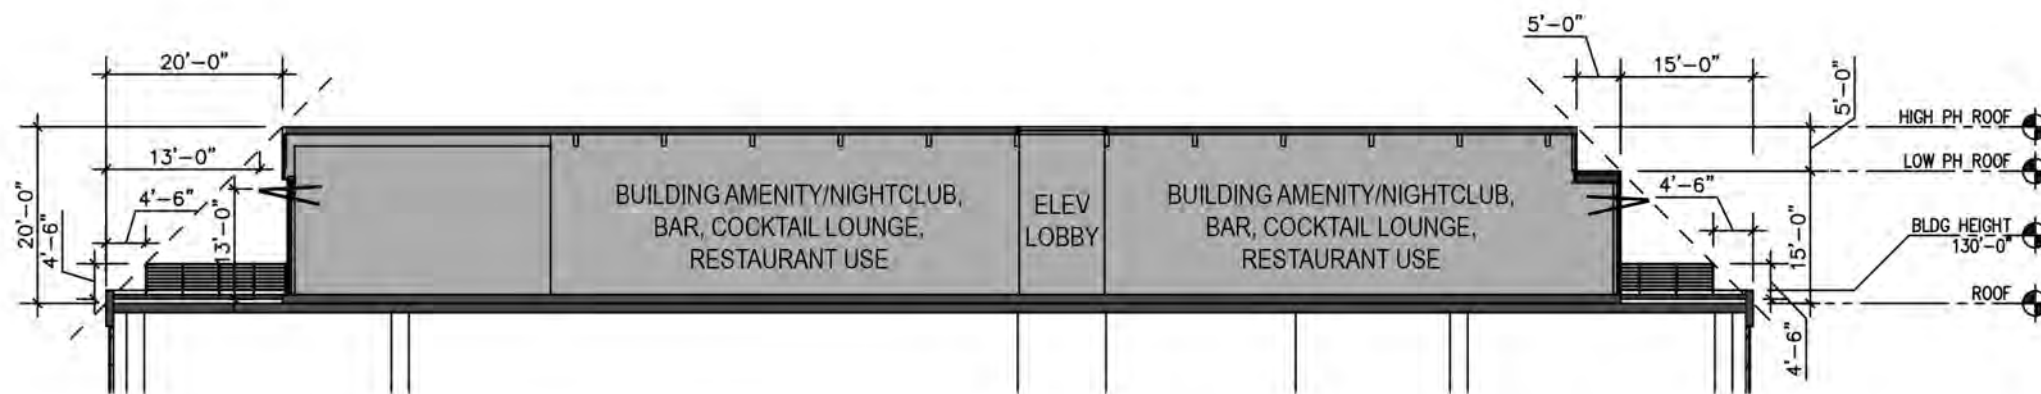 5'-0"
20'-0"
15'-0"
5'-0"
HIGH PH ROOF
13'-0"
LOW PH ROOF
4'-6"
4'-6"
BUILDING AMENITY/NIGHTCLUB,
BAR, COCKTAIL LOUNGE,
RESTAURANT USE
ELEV
LOBBY
BUILDING AMENITY/NIGHTCLUB,
BAR, COCKTAIL LOUNGE,
RESTAURANT USE
20'-0"
4'-6"
13'-0"
15'-0"
BLDG HEIGHT
130'-0"
ROOF
4'-6"